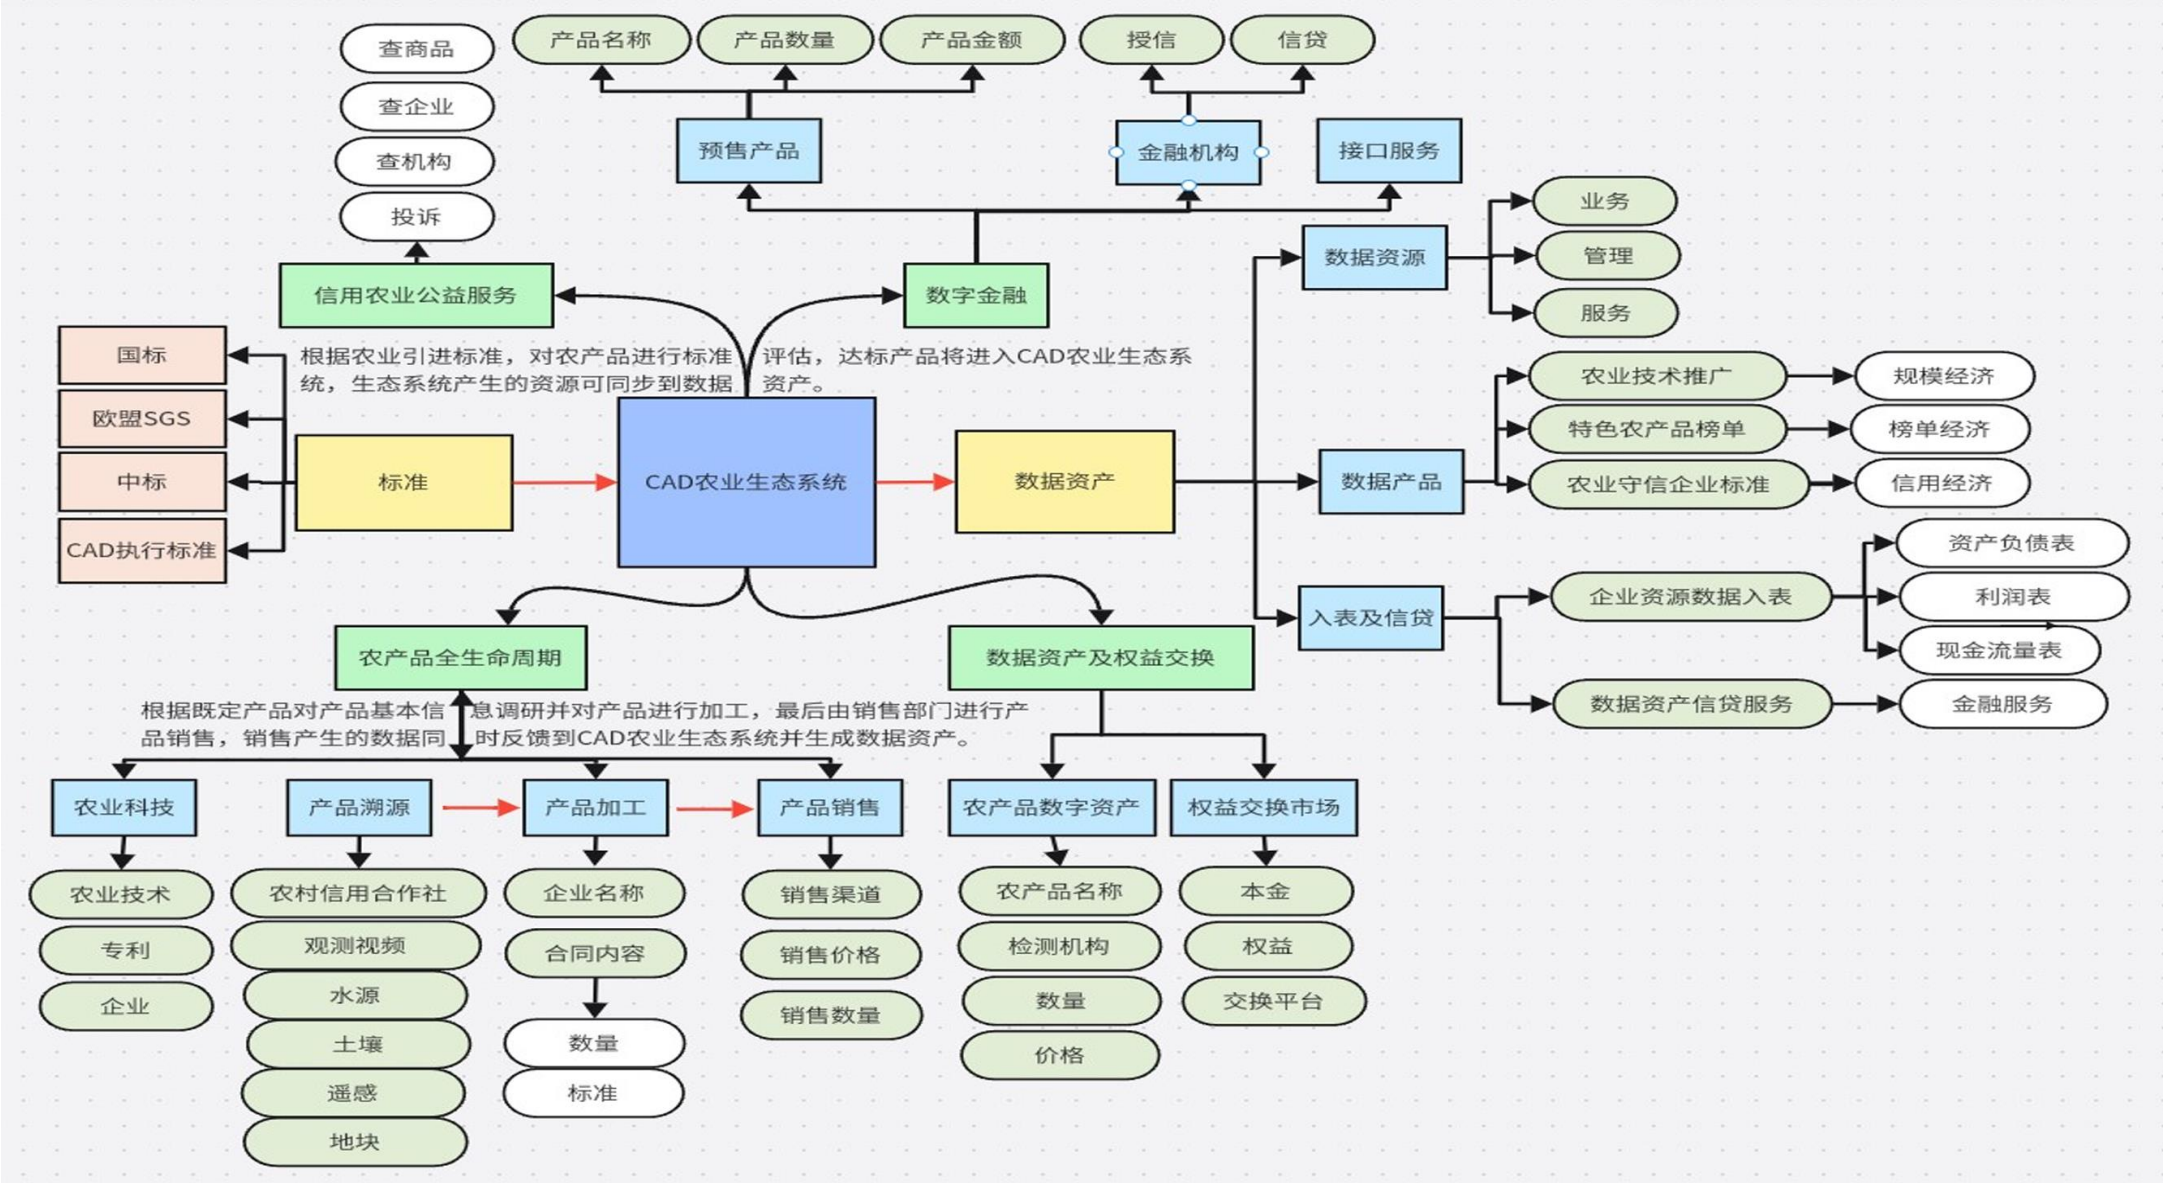 查商品
产品名称
产品数量
产品金额
授信
信贷
查企业
查机构
投诉
预售产品
金融机构
接口服务
信用农业公益服务
数字金融
数据资源
业务
管理
服务
国标
欧盟SGS
中标
CAD执行标准
根据农业引进标准，对农产品进行标准 评估，达标产品将进入CAD农业生态系
统，生态系统产生的资源可同步到数据 资产。
标准
CAD农业生态系统
数据资产
数据产品
农业技术推广
规模经济
特色农产品榜单
榜单经济
农业守信企业标准
信用经济
入表及信贷
企业资源数据入表
资产负债表
利润表
现金流量表
数据资产信贷服务
金融服务
农产品全生命周期
数据资产及权益交换
根据既定产品对产品基本信 息调研并对产品进行加工，最后由销售部门进行产
品销售，销售产生的数据同 时反馈到CAD农业生态系统并生成数据资产。
农业科技
产品溯源
产品加工
产品销售
农产品数字资产
权益交换市场
农业技术
专利
企业
农村信用合作社
观测视频
水源
土壤
遥感
地块
企业名称
合同内容
数量
标准
销售渠道
销售价格
销售数量
农产品名称
检测机构
数量
价格
本金
权益
交换平台